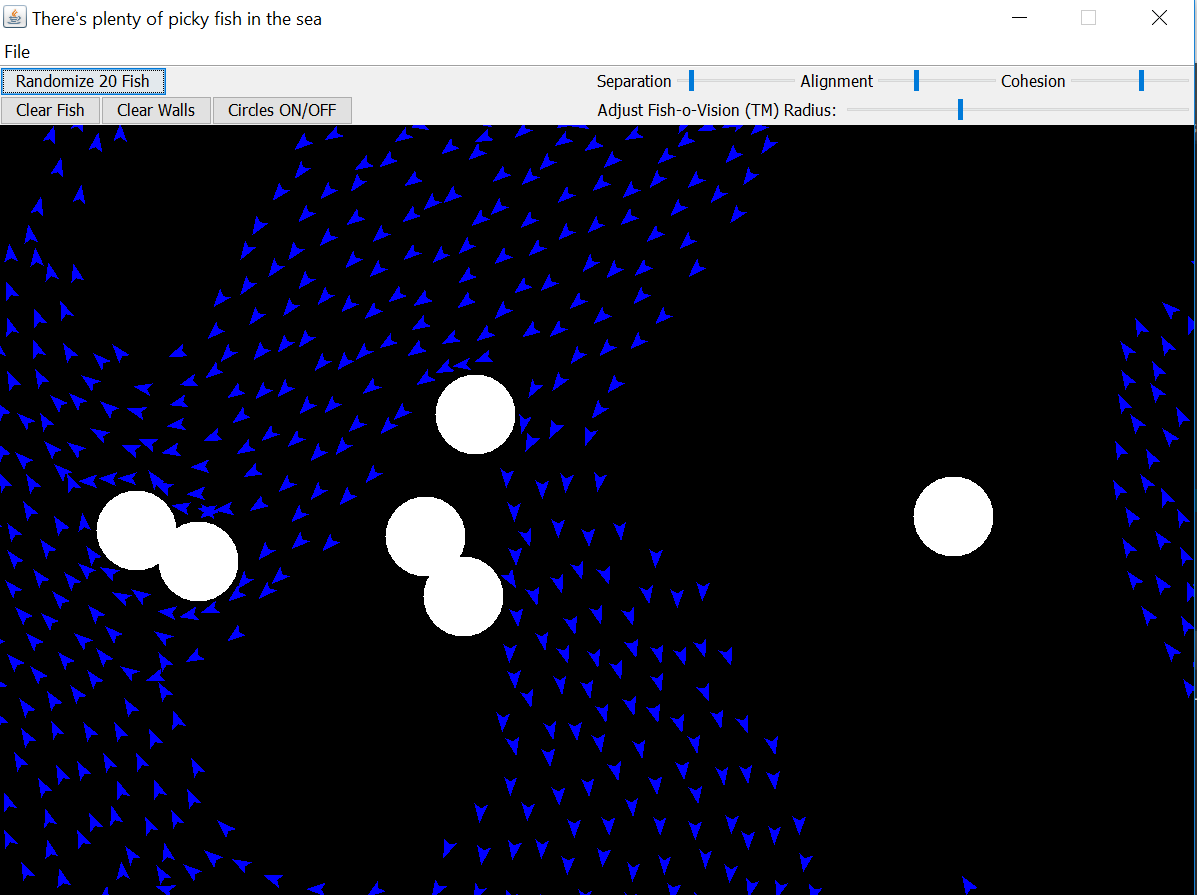 There's plenty of picky fish in the sea
File
Randomize 20 Fish
Separation Alignment Cohesion
Clear Fish Clear Walls Circles ON/OFF
Adjust Fish-o-Vision (TM) Radius: